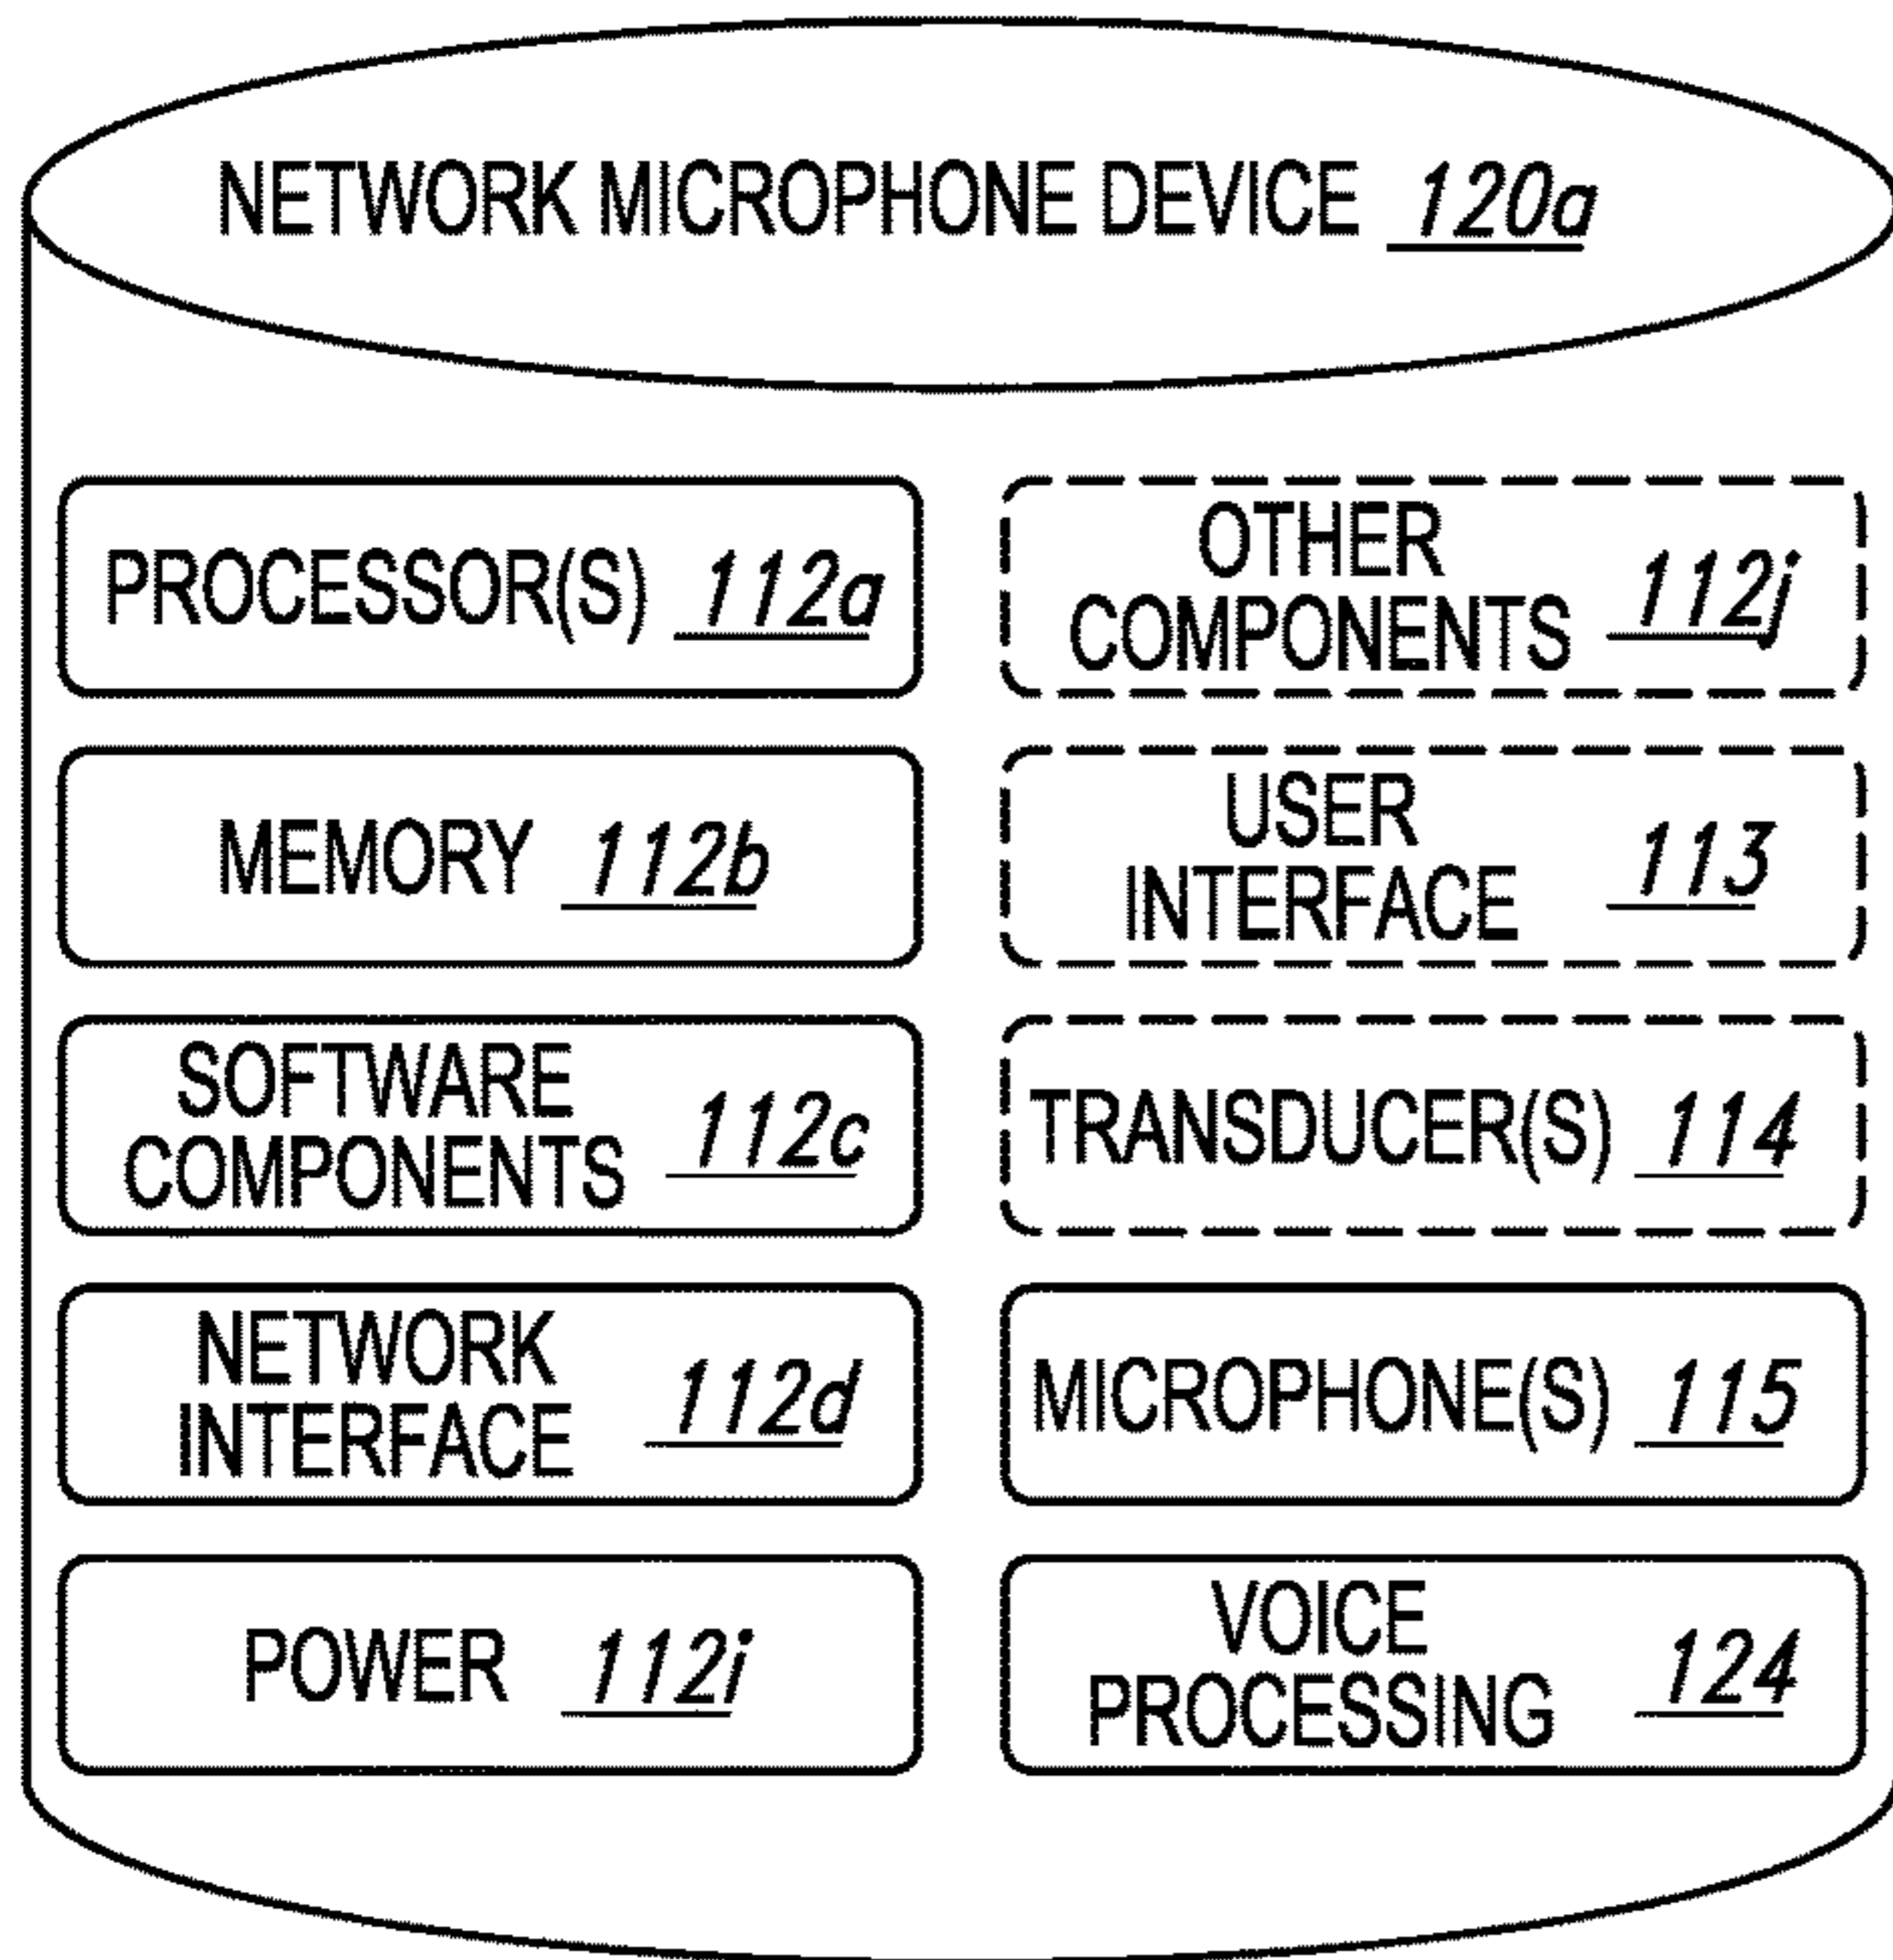 NETWORK MICROPHONE DEVICE 120a
PROCESSOR(S) 112a
MEMORY 112b
SOFTWARE
COMPONENTS 112c
NETWORK
INTERFACE 112d
POWER 112i
OTHER
COMPONENTS 112j
USER
INTERFACE 113
TRANSDUCER(S) 114
MICROPHONE(S) 115
VOICE
PROCESSING 124